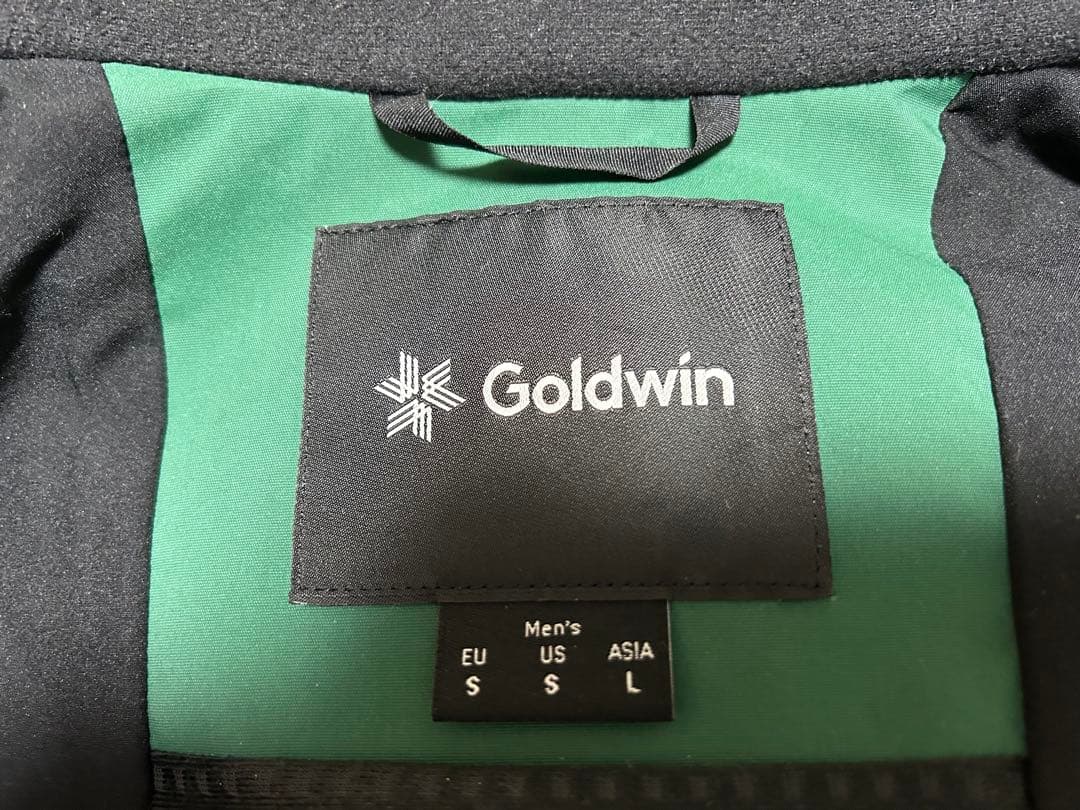 Goldwin
Men's
EU US ASIA
S S L